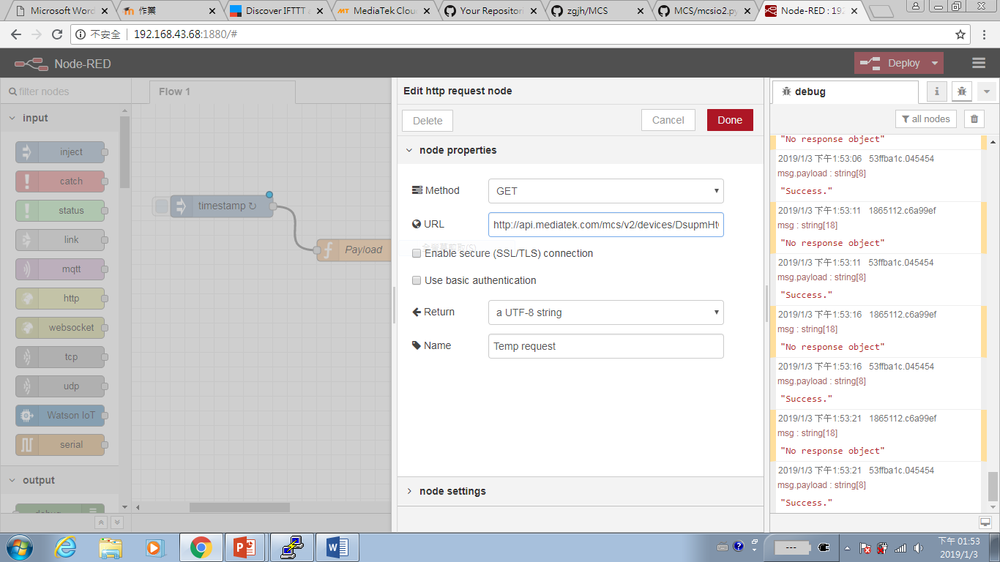 Microsoft Word
作業
Discover IFTTT a
MediaTek Cloud
Your Repositori
zgjh/MCS
MCS/mcsio2.py
Node-RED : 192
不安全
192.168.43.68:1880/#
Node-RED
Deploy
filter nodes
Flow 1
input
inject
catch
status
link
mqtt
http
websocket
tcp
udp
Watson IoT
serial
output
debug
timestamp ↻
Payload
Edit http request node
Delete
Cancel
Done
node properties
Method
GET
URL
http://api.mediatek.com/mcs/v2/devices/DsupmHt
Enable secure (SSL/TLS) connection
Use basic authentication
Return
a UTF-8 string
Name
Temp request
node settings
debug
all nodes
"No response object"
2019/1/3 下午1:53:06 53ffba1c.045454
msg.payload : string[8]
"Success."
2019/1/3 下午1:53:11 1865112.c6a99ef
msg : string[18]
"No response object"
2019/1/3 下午1:53:11 53ffba1c.045454
msg.payload : string[8]
"Success."
2019/1/3 下午1:53:16 1865112.c6a99ef
msg : string[18]
"No response object"
2019/1/3 下午1:53:16 53ffba1c.045454
msg.payload : string[8]
"Success."
2019/1/3 下午1:53:21 1865112.c6a99ef
msg : string[18]
"No response object"
2019/1/3 下午1:53:21 53ffba1c.045454
msg.payload : string[8]
"Success."
---
下午 01:53
2019/1/3